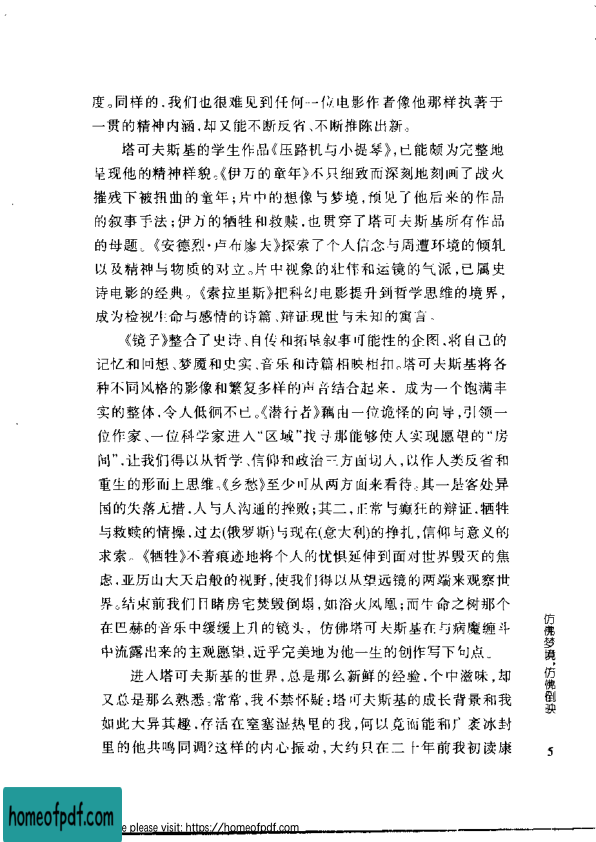 度。同样的，我们也很难见到任何一位电影作者像他那样执著于
一贯的精神内涵，却又能不断反省、不断推陈出新。
塔可夫斯基的学生作品《压路机与小提琴》，已能颇为完整地
呈现他的精神样貌。《伊万的童年》不只细致而深刻地刻画了战火
摧残下被扭曲的童年；片中的想像与梦境，预见了他后来的作品
的叙事手法；伊万的牺牲和救赎，也贯穿了塔可夫斯基所有作品
的母题。《安德烈·卢布廖夫》探索了个人信念与周遭环境的倾轧
以及精神与物质的对立。片中视象的壮伟和运镜的气派，已属史
诗电影的经典。《索拉里斯》把科幻电影提升到哲学思维的境界，
成为检视生命与感情的诗篇、辩证现世与未知的寓言。
《镜子》整合了史诗、自传和拓垦叙事可能性的企图，将自己的
记忆和回想、梦魇和史实、音乐和诗篇相映相扣。塔可夫斯基将各
种不同风格的影像和繁复多样的声音结合起来，成为一个饱满丰
实的整体，令人低徊不已。《潜行者》藉由一位诡怪的向导，引领一
位作家、一位科学家进入“区域”找寻那能够使人实现愿望的“房
间”，让我们得以从哲学、信仰和政治三方面切入，以作人类反省和
重生的形而上思维。《乡愁》至少可从两方面来看待：其一是客处异
国的失落无措，人与人沟通的挫败；其二，正常与癫狂的辩证，牺牲
与救赎的情操，过去(俄罗斯)与现在(意大利)的挣扎，信仰与意义的
求索。《牺牲》不着痕迹地将个人的忧惧延伸到面对世界毁灭的焦
虑，亚历山大天启般的视野，使我们得以从望远镜的两端来观察世
界。结束前我们目睹房宅焚毁倒塌，如浴火凤凰；而生命之树那个
在巴赫的音乐中缓缓上升的镜头，仿佛塔可夫斯基在与病魔缠斗
中流露出来的主观愿望，近乎完美地为他一生的创作写下句点。
进入塔可夫斯基的世界，总是那么新鲜的经验，个中滋味，却
又总是那么熟悉。常常，我不禁怀疑：塔可夫斯基的成长背景和我
如此大异其趣，存活在窒塞湿热里的我，何以竟而能和广袤冰封
里的他共鸣同调？这样的内心振动，大约只在二十年前我初读康
仿佛梦境，仿佛倒映
5
homeofpdf.com
e please visit: https://homeofpdf.com